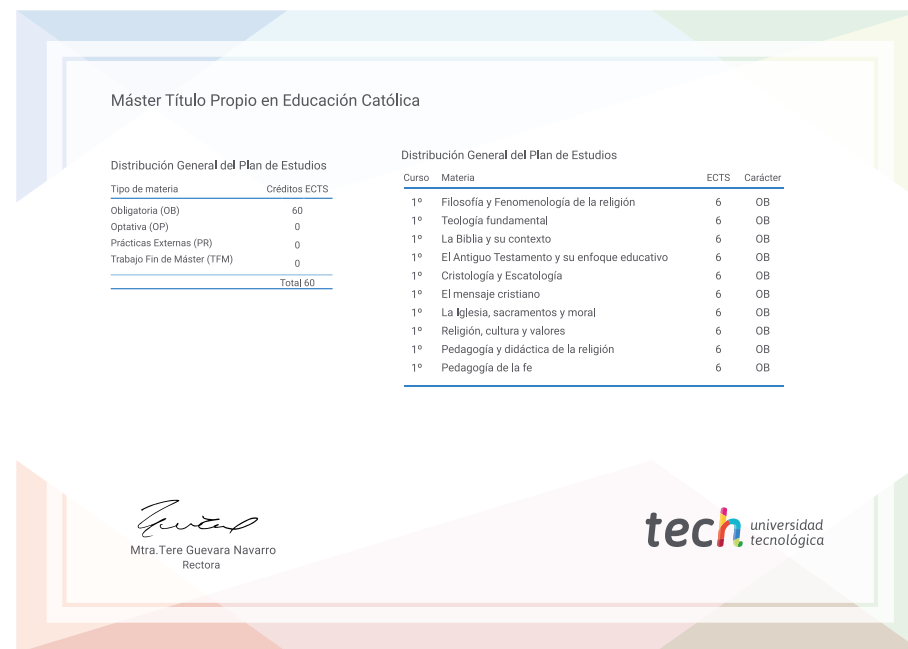 Máster Título Propio en Educación Católica
Distribución General del Plan de Estudios
Tipo de materia Créditos ECTS
Obligatoria (OB) 60
Optativa (OP) 0
Prácticas Externas (PR) 0
Trabajo Fin de Máster (TFM) 0
Total 60
Distribución General del Plan de Estudios
Curso Materia ECTS Carácter
1º Filosofía y Fenomenología de la religión 6 OB
1º Teología fundamental 6 OB
1º La Biblia y su contexto 6 OB
1º El Antiguo Testamento y su enfoque educativo 6 OB
1º Cristología y Escatología 6 OB
1º El mensaje cristiano 6 OB
1º La Iglesia, sacramentos y moral 6 OB
1º Religión, cultura y valores 6 OB
1º Pedagogía y didáctica de la religión 6 OB
1º Pedagogía de la fe 6 OB
Mtra.Tere Guevara Navarro
Rectora
tech universidad
tecnológica